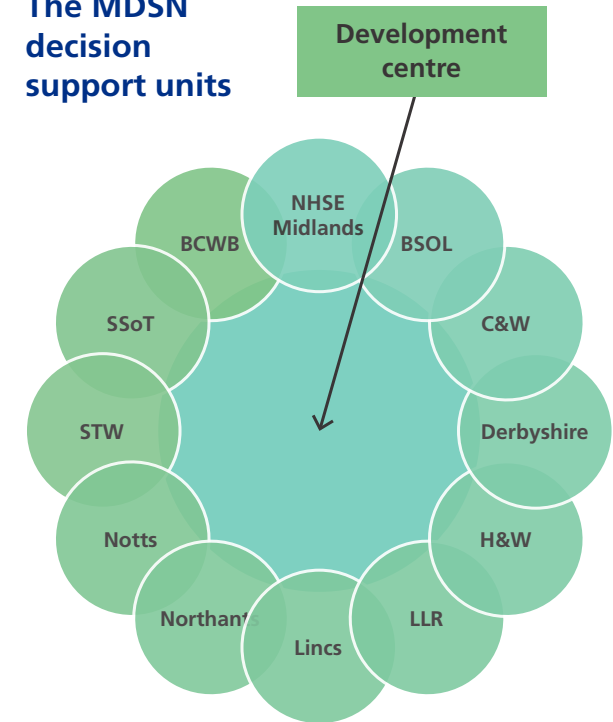 The MDSN
decision
support units
Development
centre
NHSE
Midlands
BCWB
BSOL
SSoT
C&W
STW
Derbyshire
Notts
H&W
Northants
LLR
Lincs